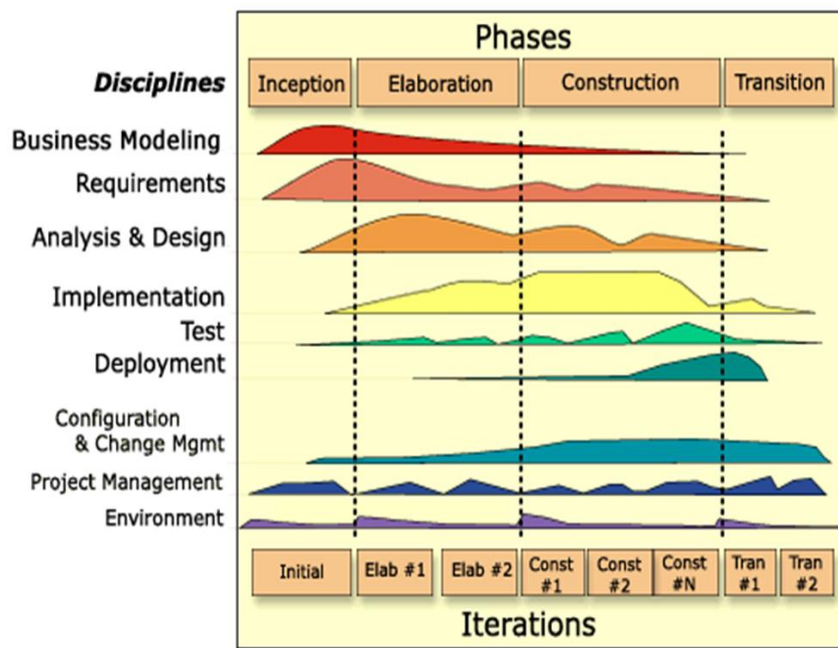 Phases
Disciplines
Inception
Elaboration
Construction
Transition
Business Modeling
Requirements
Analysis & Design
Implementation
Test
Deployment
Configuration
& Change Mgmt
Project Management
Environment
Initial
Elab #1
Elab #2
Const
#1
Const
#2
Const
#N
Tran
#1
Tran
#2
Iterations